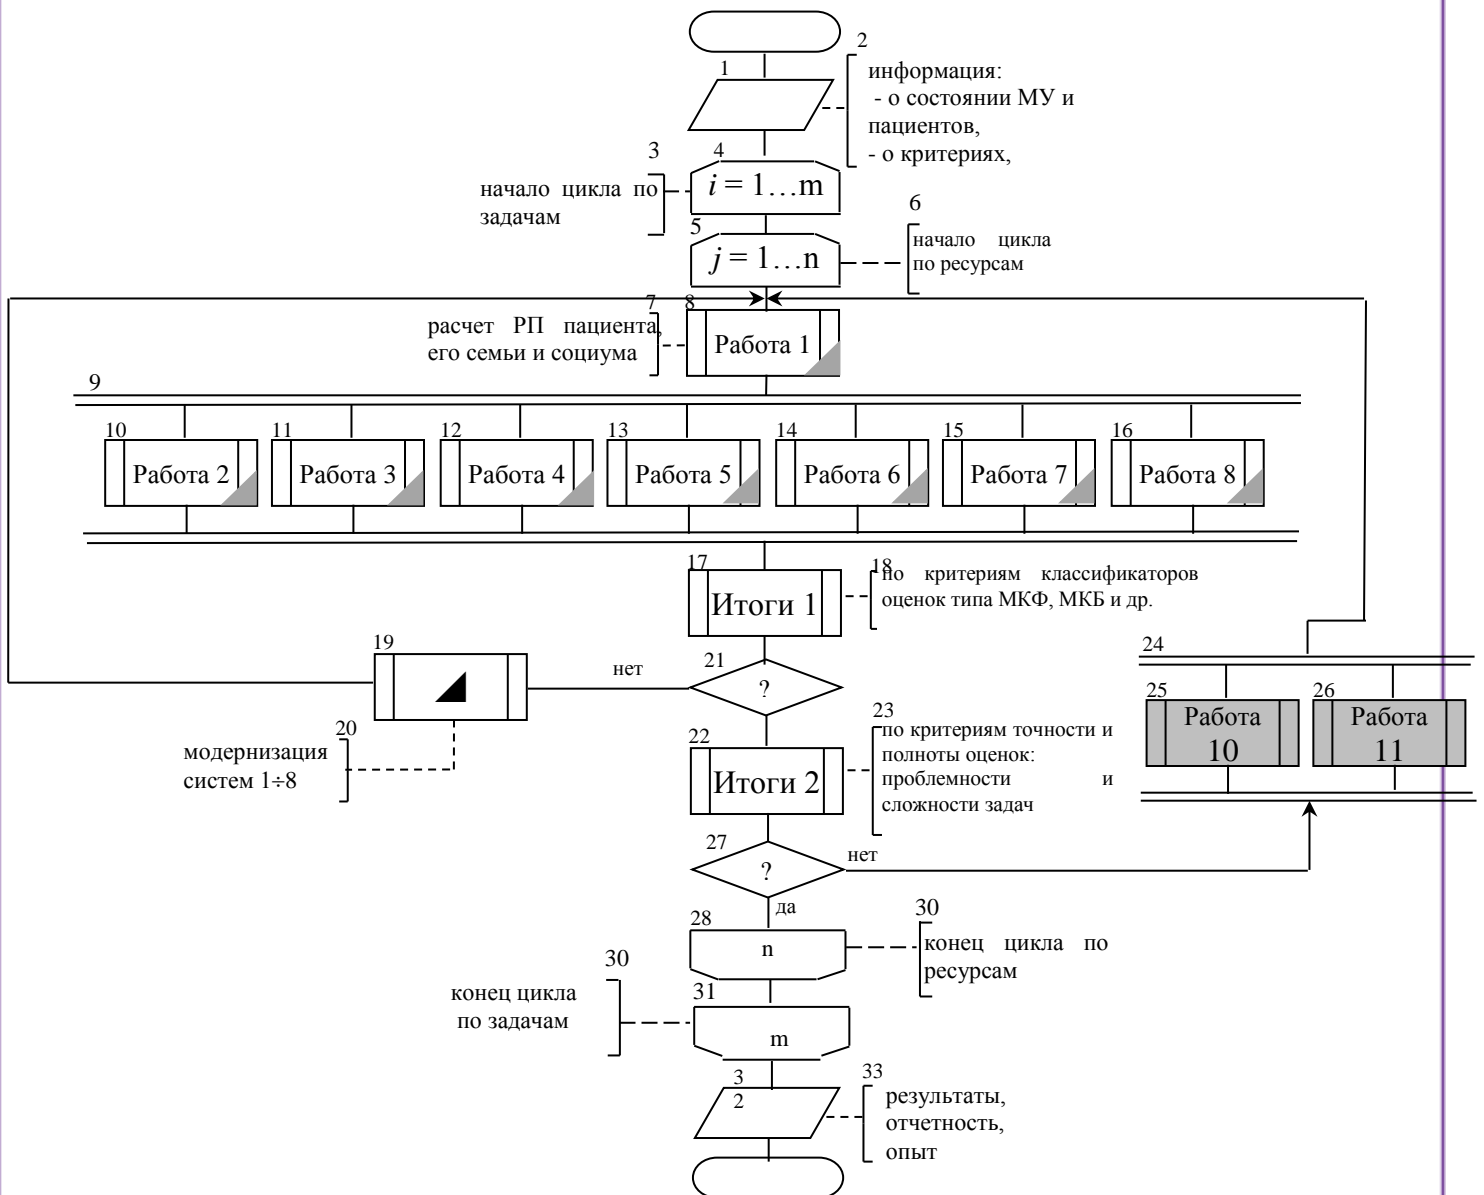 2
1
информация:
- о состоянии МУ и
пациентов,
- о критериях,
3
4
i = 1…m
начало цикла по
задачам
5
6
j = 1…n
начало цикла
по ресурсам
7
8
расчет РП пациента,
его семьи и социума
Работа 1
9
10
11
12
13
14
15
16
Работа 2
Работа 3
Работа 4
Работа 5
Работа 6
Работа 7
Работа 8
17
18
Итоги 1
по критериям классификаторов
оценок типа МКФ, МКБ и др.
19
нет
21
?
24
25
26
Работа
10
Работа
11
20
модернизация
систем 1÷8
22
23
Итоги 2
по критериям точности и
полноты оценок:
проблемности и
сложности задач
27
?
нет
да
28
30
n
конец цикла по
ресурсам
30
31
конец цикла
по задачам
m
3
2
33
результаты,
отчетность,
опыт